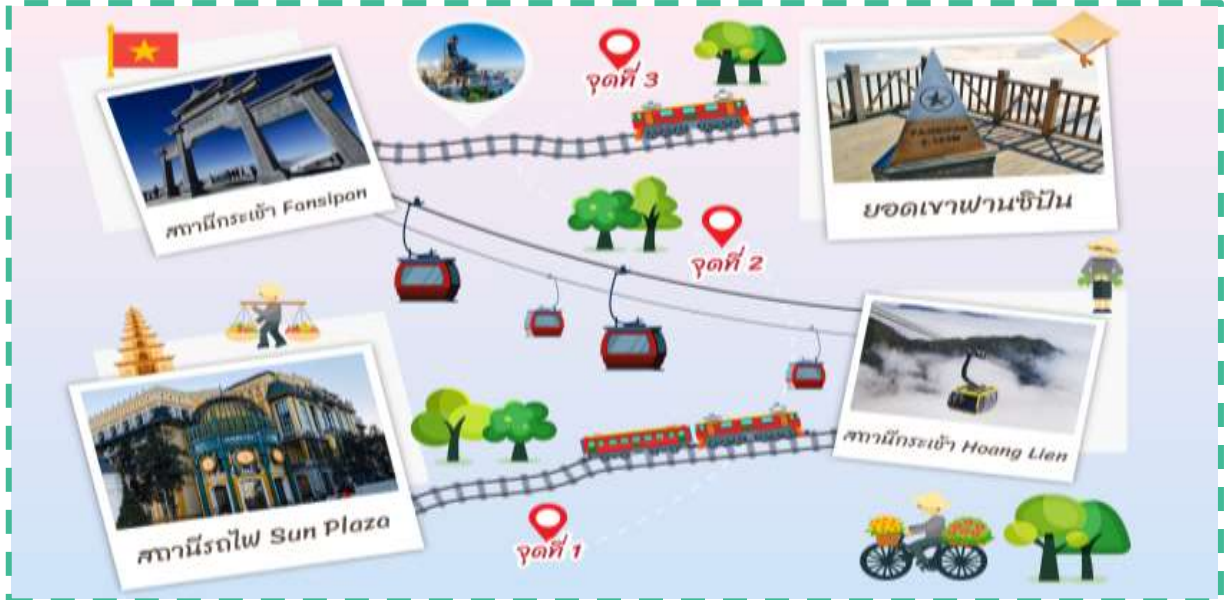 จุดที่ 3
สถานีกระเช้า Fansipan
ยอดเขาฟานซิปัน
จุดที่ 2
สถานีกระเช้า Hoang Lien
สถานีรถไฟ Sun Plaza
จุดที่ 1